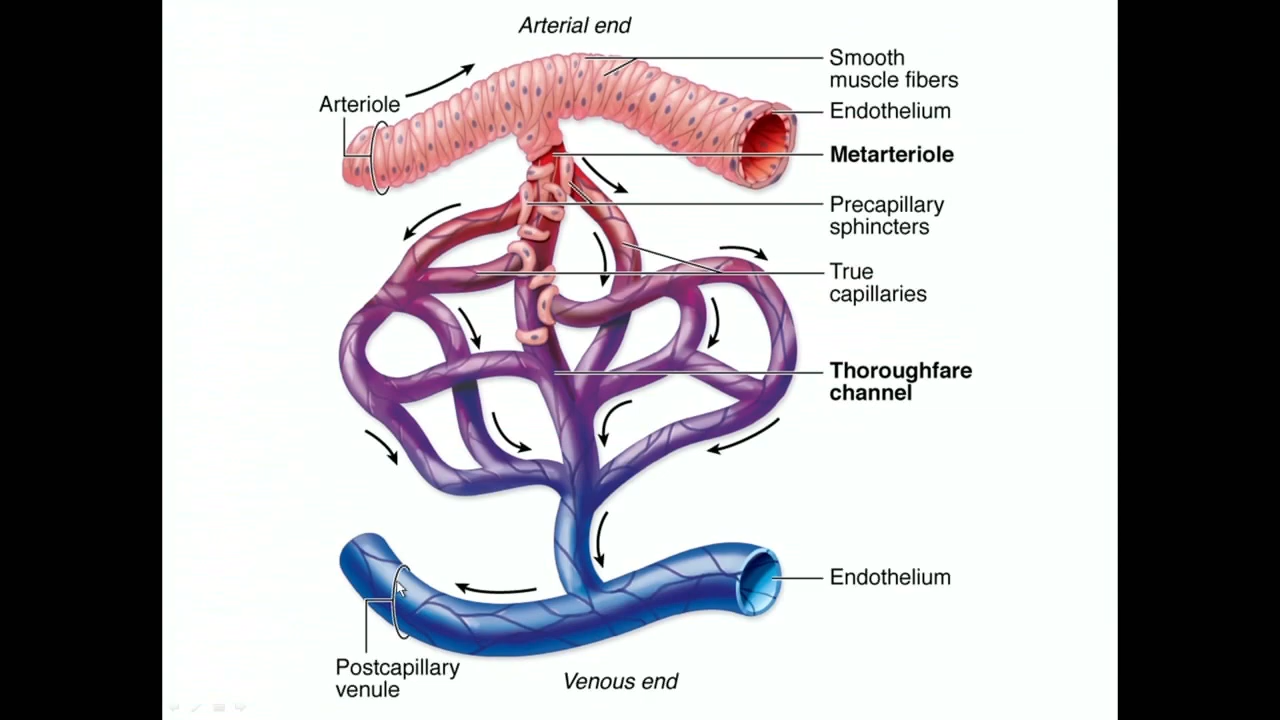 Arterial end
Smooth
muscle fibers
Arteriole
Endothelium
Metarteriole
Precapillary
sphincters
True
capillaries
Thoroughfare
channel
Endothelium
Postcapillary
venule
Venous end